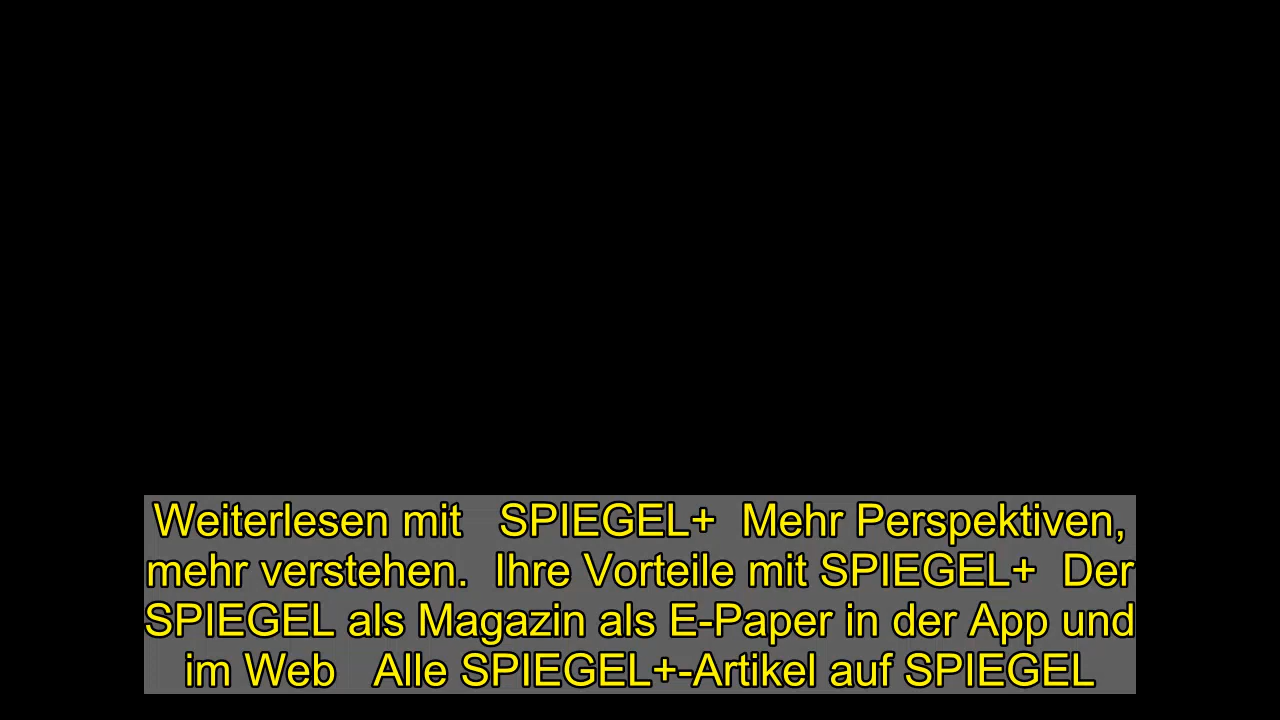 Weiterlesen mit   SPIEGEL+  Mehr Perspektiven,
mehr verstehen.  Ihre Vorteile mit SPIEGEL+  Der
SPIEGEL als Magazin als E-Paper in der App und
im Web   Alle SPIEGEL+-Artikel auf SPIEGEL